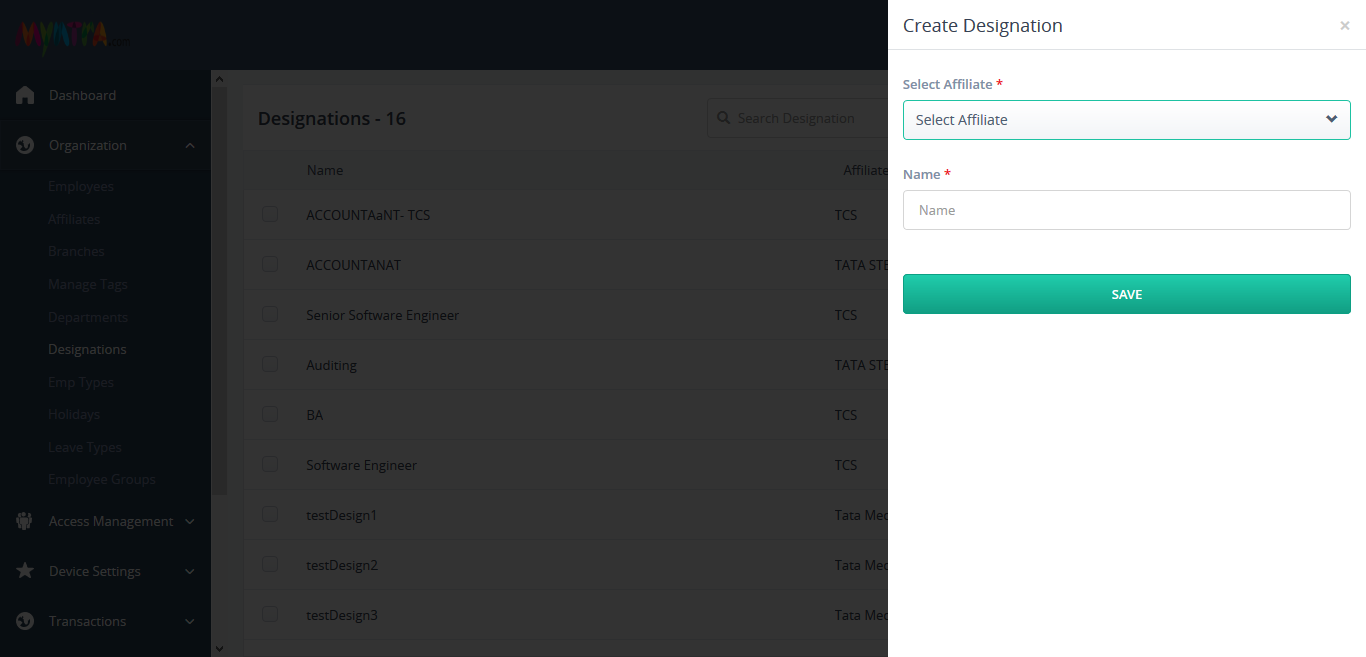 Myntra
.com
Dashboard
Organization
Employees
Affiliates
Branches
Manage Tags
Departments
Designations
Emp Types
Holidays
Leave Types
Employee Groups
Access Management
Device Settings
Transactions
Designations - 16
Search Designation
Name Affiliate
ACCOUNTAaNT- TCS TCS
ACCOUNTANAT TATA STE
Senior Software Engineer TCS
Auditing TATA STE
BA TCS
Software Engineer TCS
testDesign1 Tata Med
testDesign2 Tata Med
testDesign3 Tata Med
Create Designation ×
Select Affiliate *
Select Affiliate
Name *
Name
SAVE